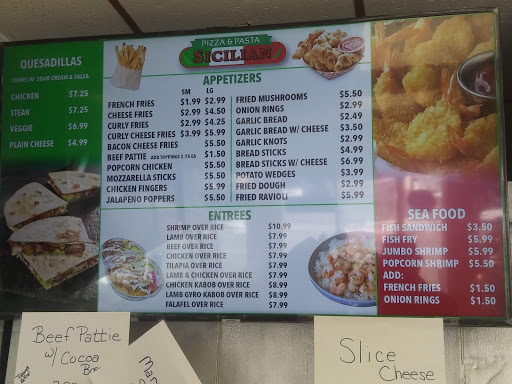 PIZZA & PASTA
SICILIAN
QUESADILLAS
COMES W/ SOUR CREAM & SALSA
CHICKEN $7.25
STEAK $7.25
VEGGIE $6.99
PLAIN CHEESE $4.99
APPETIZERS
SM LG
FRENCH FRIES $1.99 $2.99
CHEESE FRIES $2.99 $4.50
CURLY FRIES $2.99 $4.25
CURLY CHEESE FRIES $3.99 $5.99
BACON CHEESE FRIES $5.50
BEEF PATTIE ADD TOPPINGS $.75 EA $1.50
POPCORN CHICKEN $5.50
MOZZARELLA STICKS $5.50
CHICKEN FINGERS $5.99
JALAPENO POPPERS $5.50
FRIED MUSHROOMS $5.50
ONION RINGS $2.99
GARLIC BREAD $2.49
GARLIC BREAD W/ CHEESE $3.50
GARLIC KNOTS $2.99
BREAD STICKS $4.99
BREAD STICKS W/ CHEESE $6.99
POTATO WEDGES $3.99
FRIED DOUGH $2.99
FRIED RAVIOLI $5.99
ENTREES
SHRIMP OVER RICE $10.99
LAMB OVER RICE $7.99
BEEF OVER RICE $7.99
CHICKEN OVER RICE $7.99
TILAPIA OVER RICE $7.99
LAMB & CHICKEN OVER RICE $7.99
CHICKEN KABOB OVER RICE $8.99
LAMB GYRO KABOB OVER RICE $8.99
FALAFEL OVER RICE $7.99
SEA FOOD
FISH SANDWICH $3.50
FISH FRY $5.99
JUMBO SHRIMP $5.99
POPCORN SHRIMP $5.50
ADD:
FRENCH FRIES $1.50
ONION RINGS $1.50
Beef Pattie
w/ Cocoa
Slice
Cheese